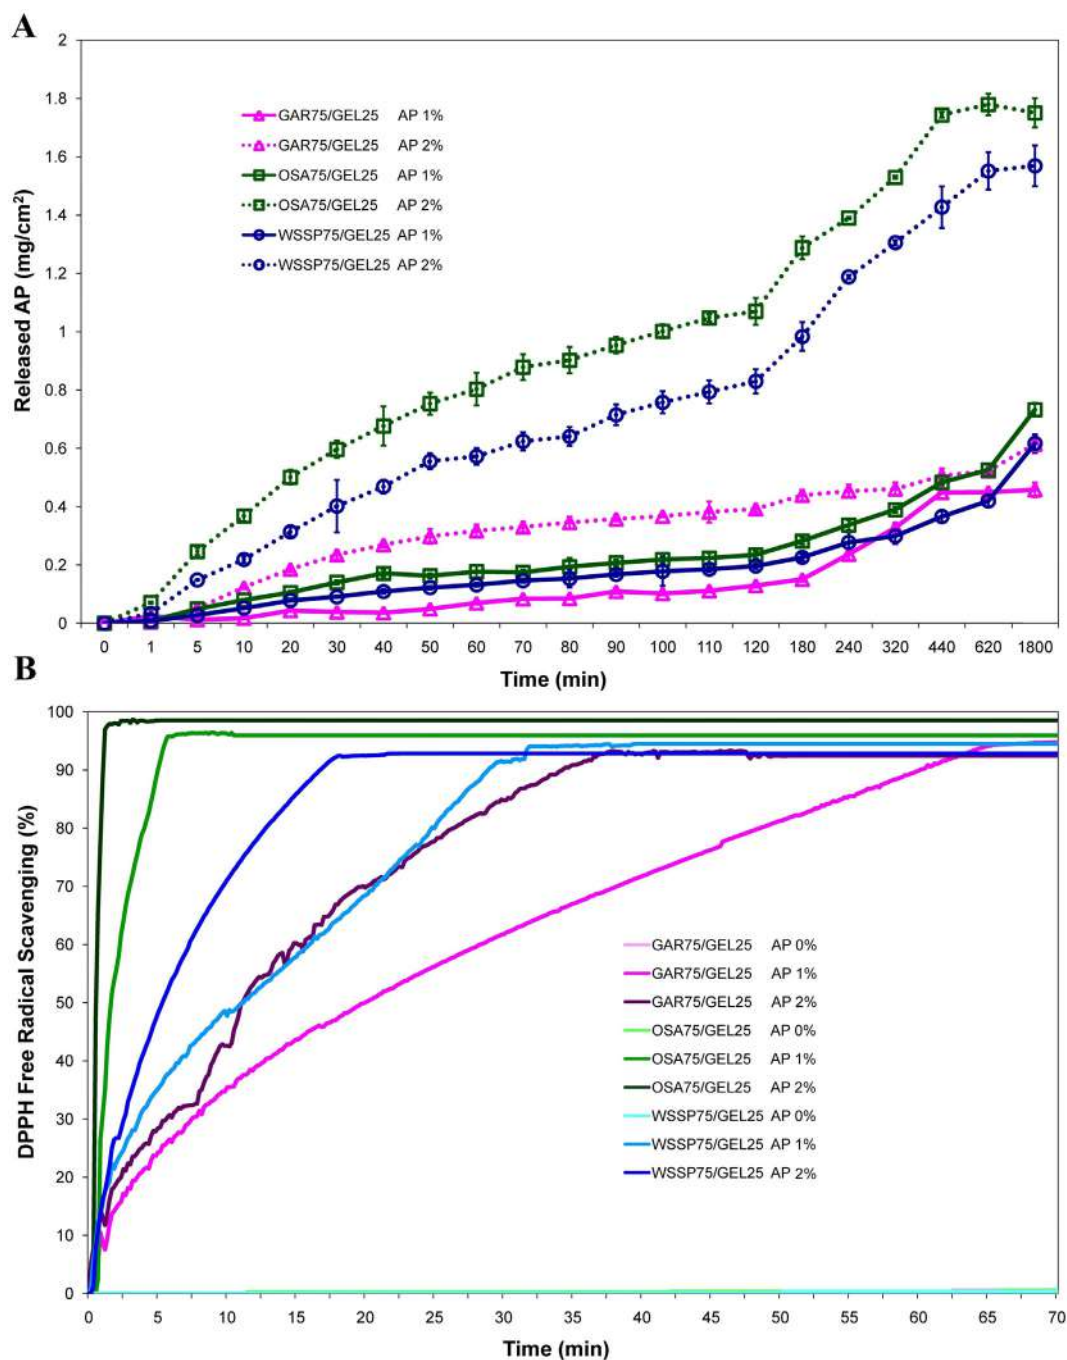 A
2
1.8
1.6
1.4
1.2
1
0.8
0.6
0.4
0.2
0
Released AP (mg/cm²)
GAR75/GEL25 AP 1%
GAR75/GEL25 AP 2%
OSA75/GEL25 AP 1%
OSA75/GEL25 AP 2%
WSSP75/GEL25 AP 1%
WSSP75/GEL25 AP 2%
0 1 5 10 20 30 40 50 60 70 80 90 100 110 120 180 240 320 440 620 1800
Time (min)
B
100
90
80
70
60
50
40
30
20
10
0
DPPH Free Radical Scavenging (%)
GAR75/GEL25 AP 0%
GAR75/GEL25 AP 1%
GAR75/GEL25 AP 2%
OSA75/GEL25 AP 0%
OSA75/GEL25 AP 1%
OSA75/GEL25 AP 2%
WSSP75/GEL25 AP 0%
WSSP75/GEL25 AP 1%
WSSP75/GEL25 AP 2%
0 5 10 15 20 25 30 35 40 45 50 55 60 65 70
Time (min)